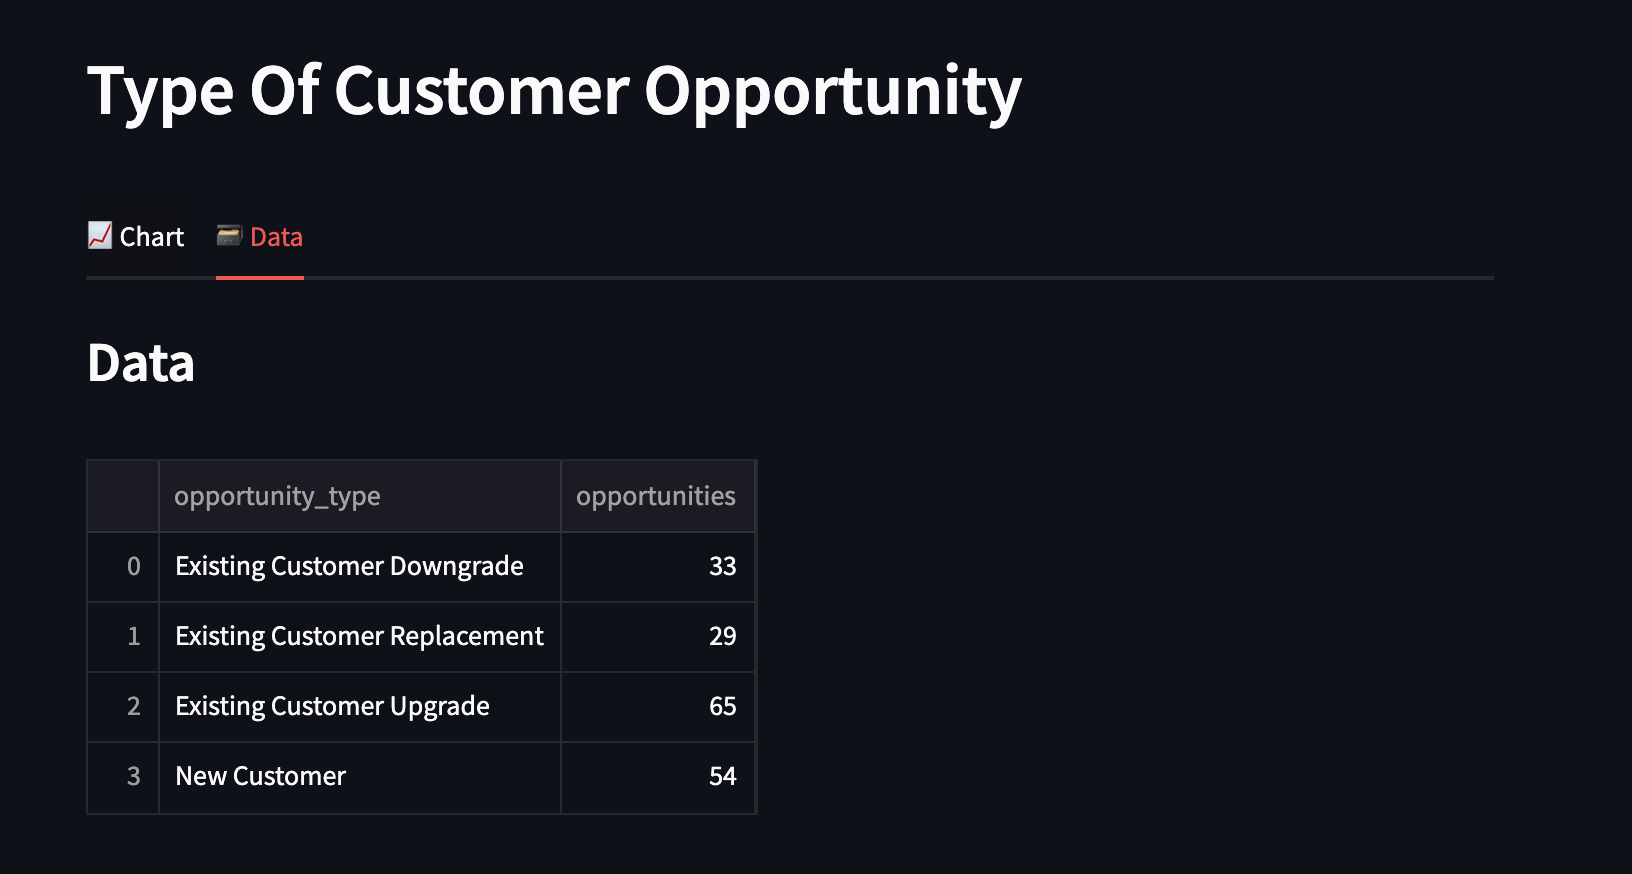 Type Of Customer Opportunity
Chart Data
Data
opportunity_type opportunities
0 Existing Customer Downgrade 33
1 Existing Customer Replacement 29
2 Existing Customer Upgrade 65
3 New Customer 54